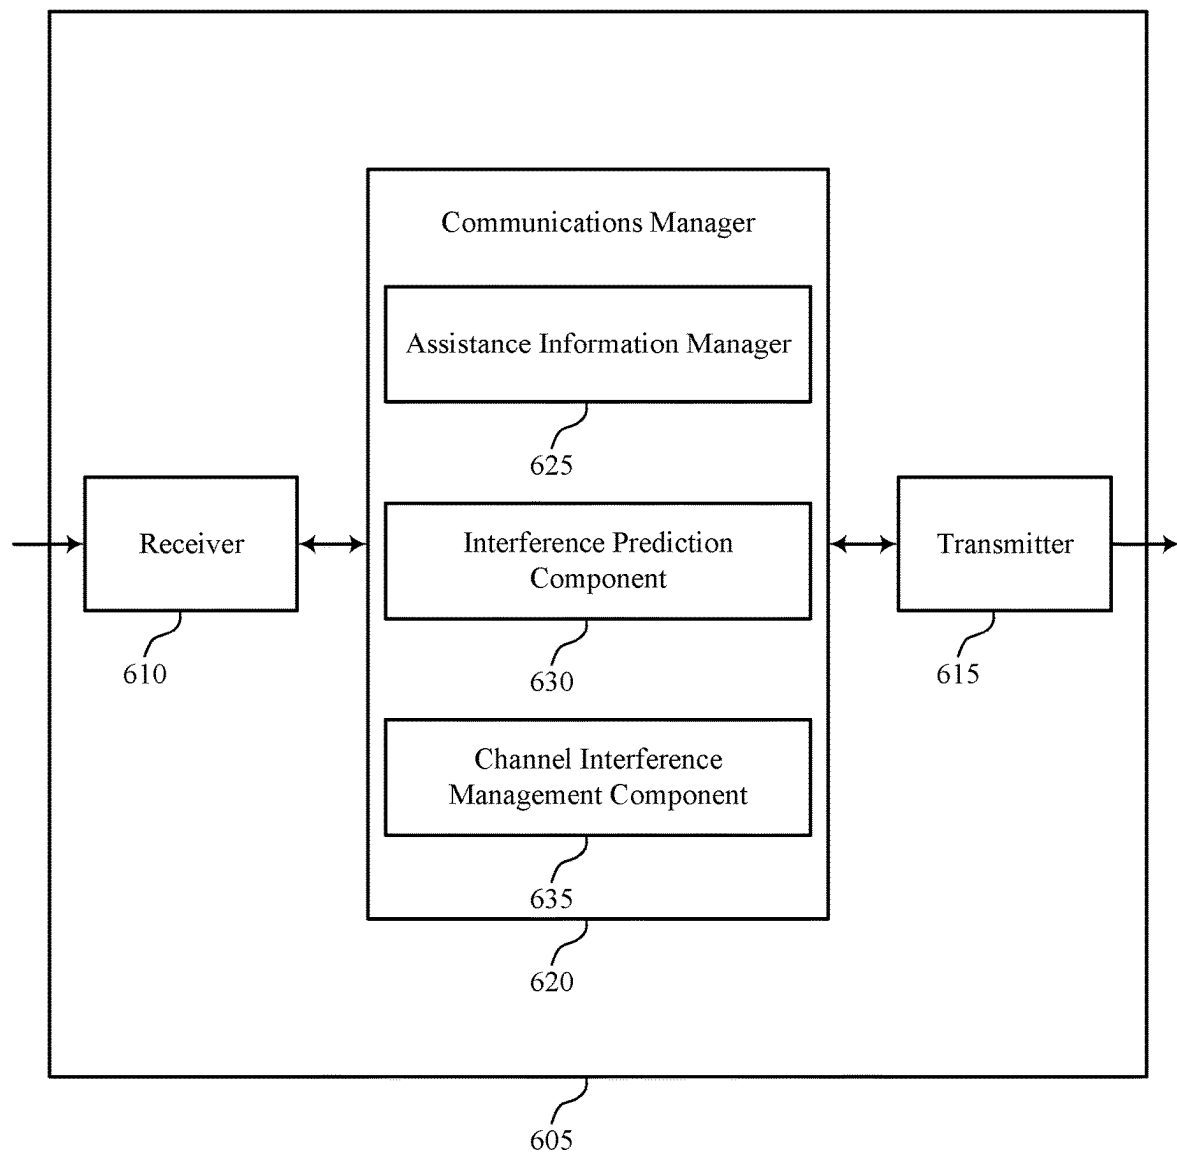 Communications Manager
Assistance Information Manager
625
Receiver
610
Interference Prediction
Component
630
Transmitter
615
Channel Interference
Management Component
635
620
605